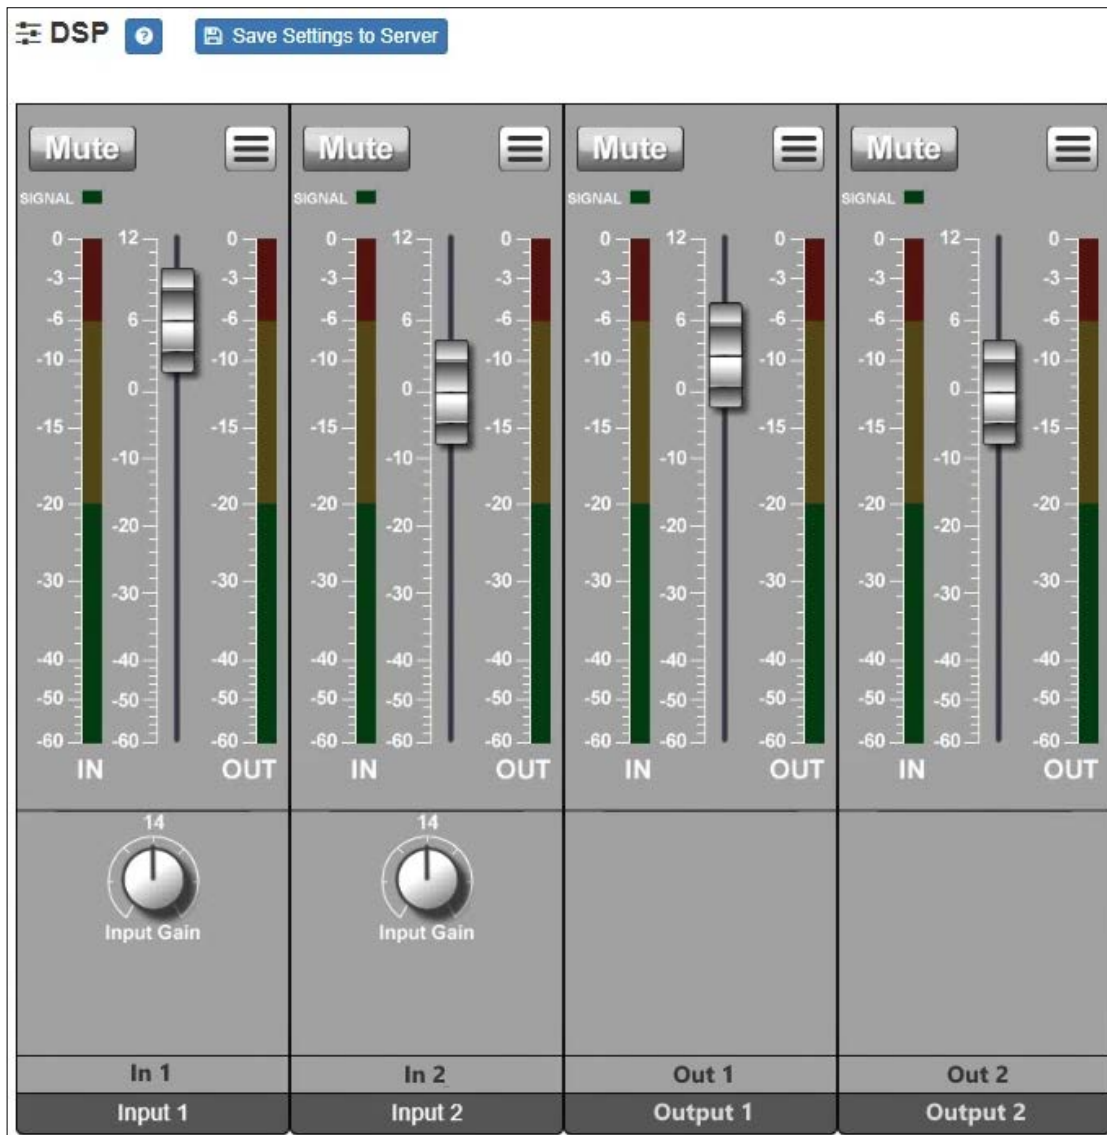 DSP ? Save Settings to Server
Mute Mute Mute Mute
SIGNAL SIGNAL SIGNAL SIGNAL
0 12 0 0 12 0 0 12 0 0 12 0
-3 -3 -3 -3 -3 -3 -3 -3
-6 6 -6 -6 6 -6 -6 6 -6 -6 6 -6
-10 -10 -10 -10 -10 -10 -10 -10
0 0 0 0
-15 -15 -15 -15 -15 -15 -15 -15
-10 -10 -10 -10
-20 -20 -20 -20 -20 -20 -20 -20
-20 -20 -20 -20
-30 -30 -30 -30 -30 -30 -30 -30
-30 -30 -30 -30
-40 -40 -40 -40 -40 -40 -40 -40 -40 -40 -40 -40
-50 -50 -50 -50 -50 -50 -50 -50 -50 -50 -50 -50
-60 -60 -60 -60 -60 -60 -60 -60 -60 -60 -60 -60
IN OUT IN OUT IN OUT IN OUT
14 14
Input Gain Input Gain
In 1 In 2 Out 1 Out 2
Input 1 Input 2 Output 1 Output 2